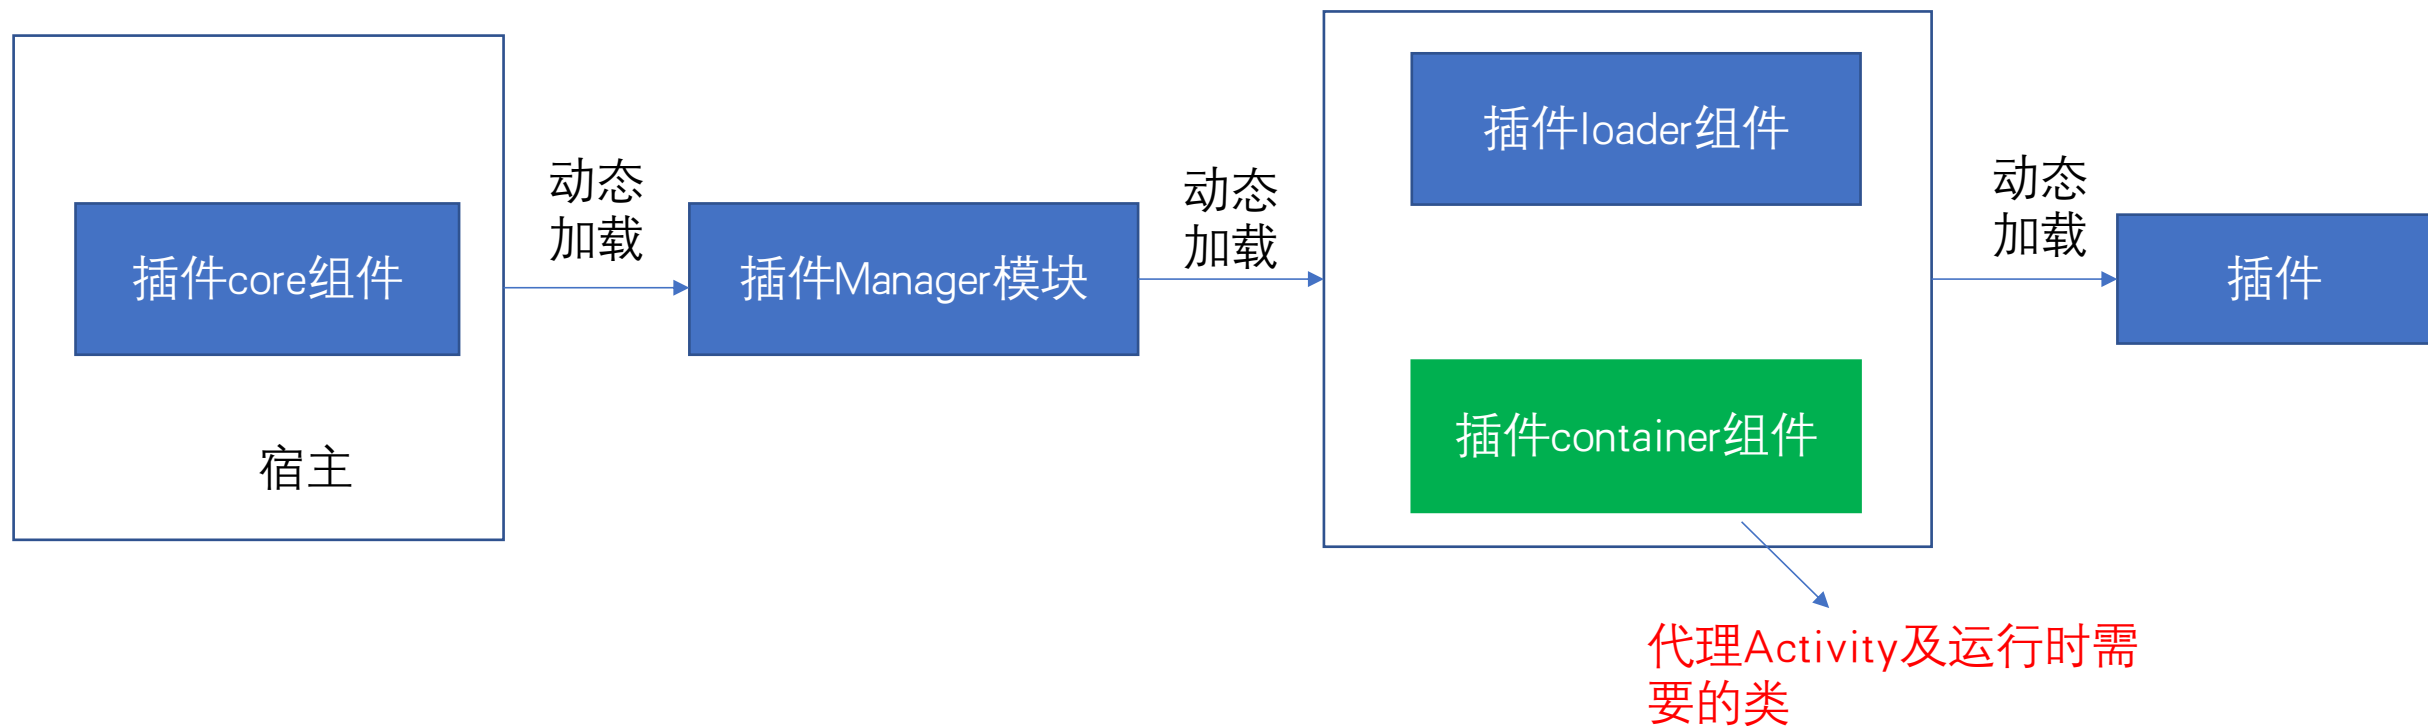 插件core组件
宿主
动态
加载
插件Manager模块
动态
加载
插件loader组件
插件container组件
代理Activity及运行时需
要的类
动态
加载
插件